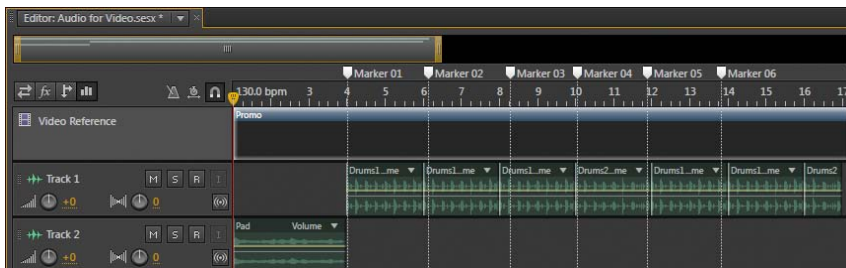 Editor: Audio for Video.sesx *
Marker 01 Marker 02 Marker 03 Marker 04 Marker 05 Marker 06
fx 130.0 bpm 3 4 5 6 7 8 9 10 11 12 13 14 15 16 17
Video Reference
Promo
Track 1 M S R I
Drums1...me Drums1...me Drums1...me Drums2...me Drums1...me Drums1...me Drums2
+0 0
Track 2 M S R I
Pad Volume
+0 0